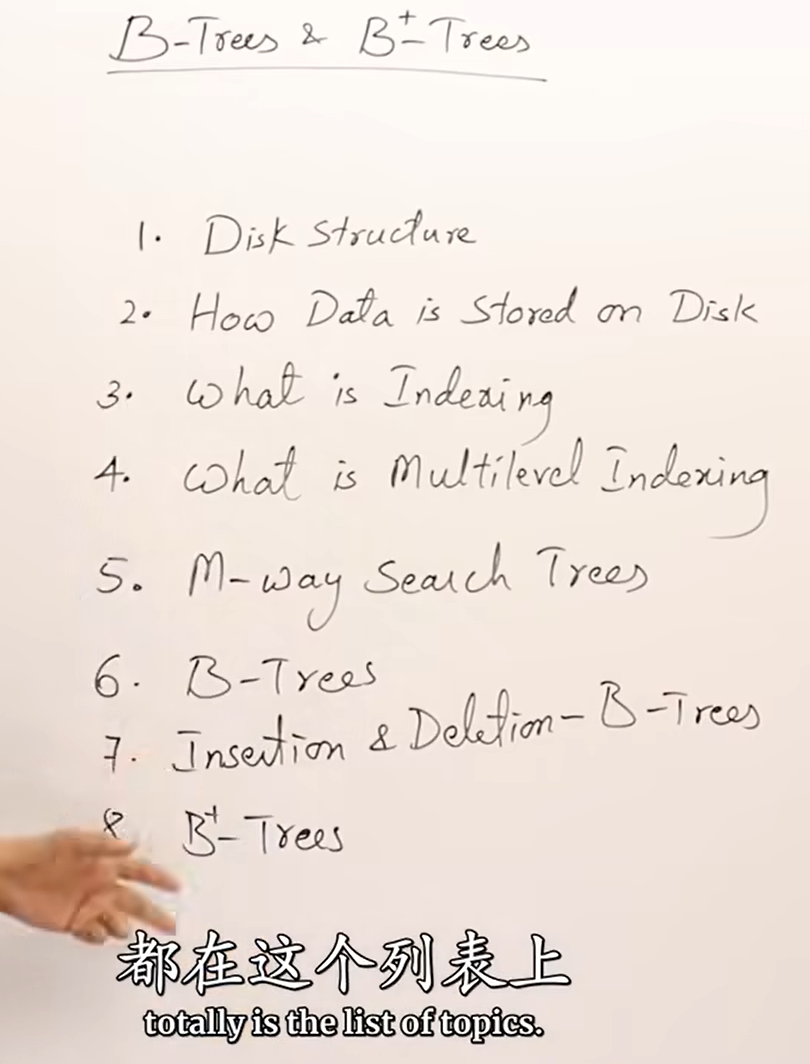 B-Trees & B+-Trees
1. Disk Structure
2. How Data is Stored on Disk
3. What is Indexing
4. What is Multilevel Indexing
5. M-way Search Trees
6. B-Trees
7. Insertion & Deletion - B-Trees
8 B+-Trees
都在这个列表上
totally is the list of topics.